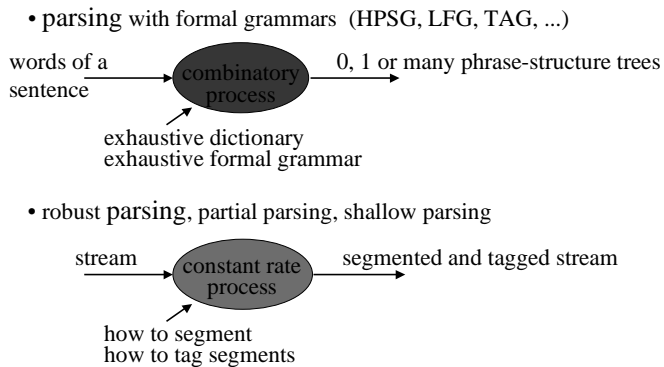 • parsing with formal grammars (HPSG, LFG, TAG, ...)
words of a
sentence
combinatory
process
0, 1 or many phrase-structure trees
exhaustive dictionary
exhaustive formal grammar
• robust parsing, partial parsing, shallow parsing
stream
constant rate
process
segmented and tagged stream
how to segment
how to tag segments